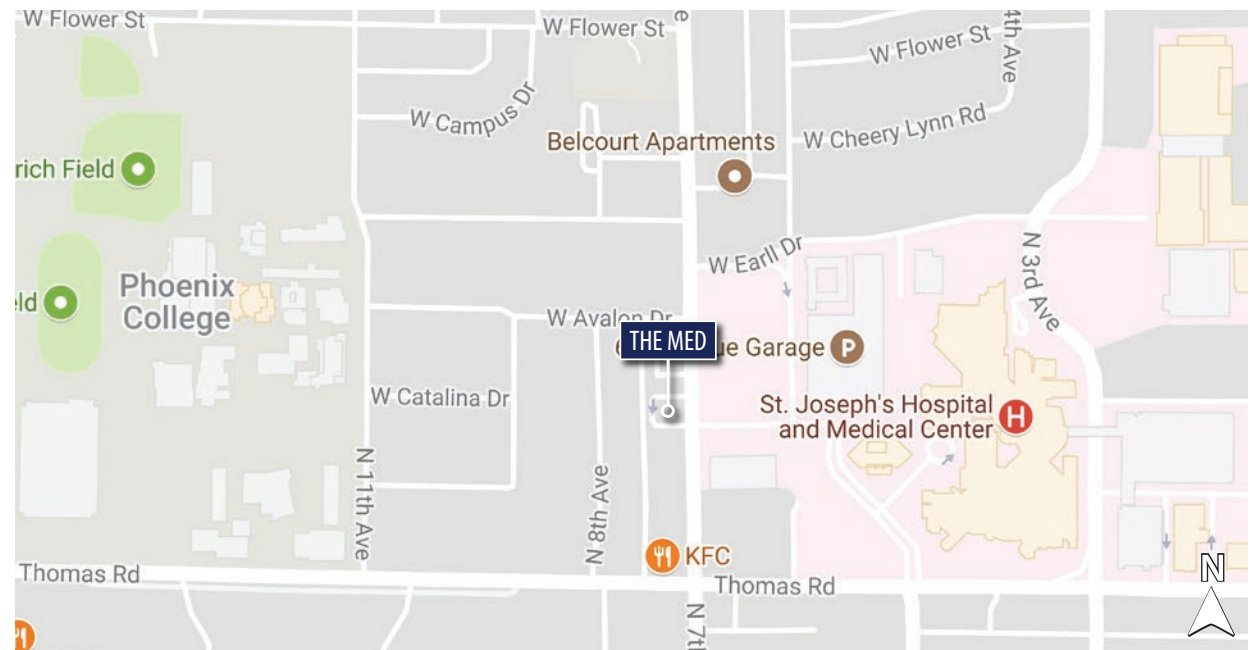 W Flower St
W Flower St
W Flower St
4th Ave
W Campus Dr
Belcourt Apartments
W Cheery Lynn Rd
rich Field
W Earll Dr
N 3rd Ave
Phoenix
College
eld
W Avalon Dr
THE MED
ue Garage
P
W Catalina Dr
St. Joseph's Hospital
and Medical Center
H
N 11th Ave
N 8th Ave
KFC
Thomas Rd
Thomas Rd
N 7th
N